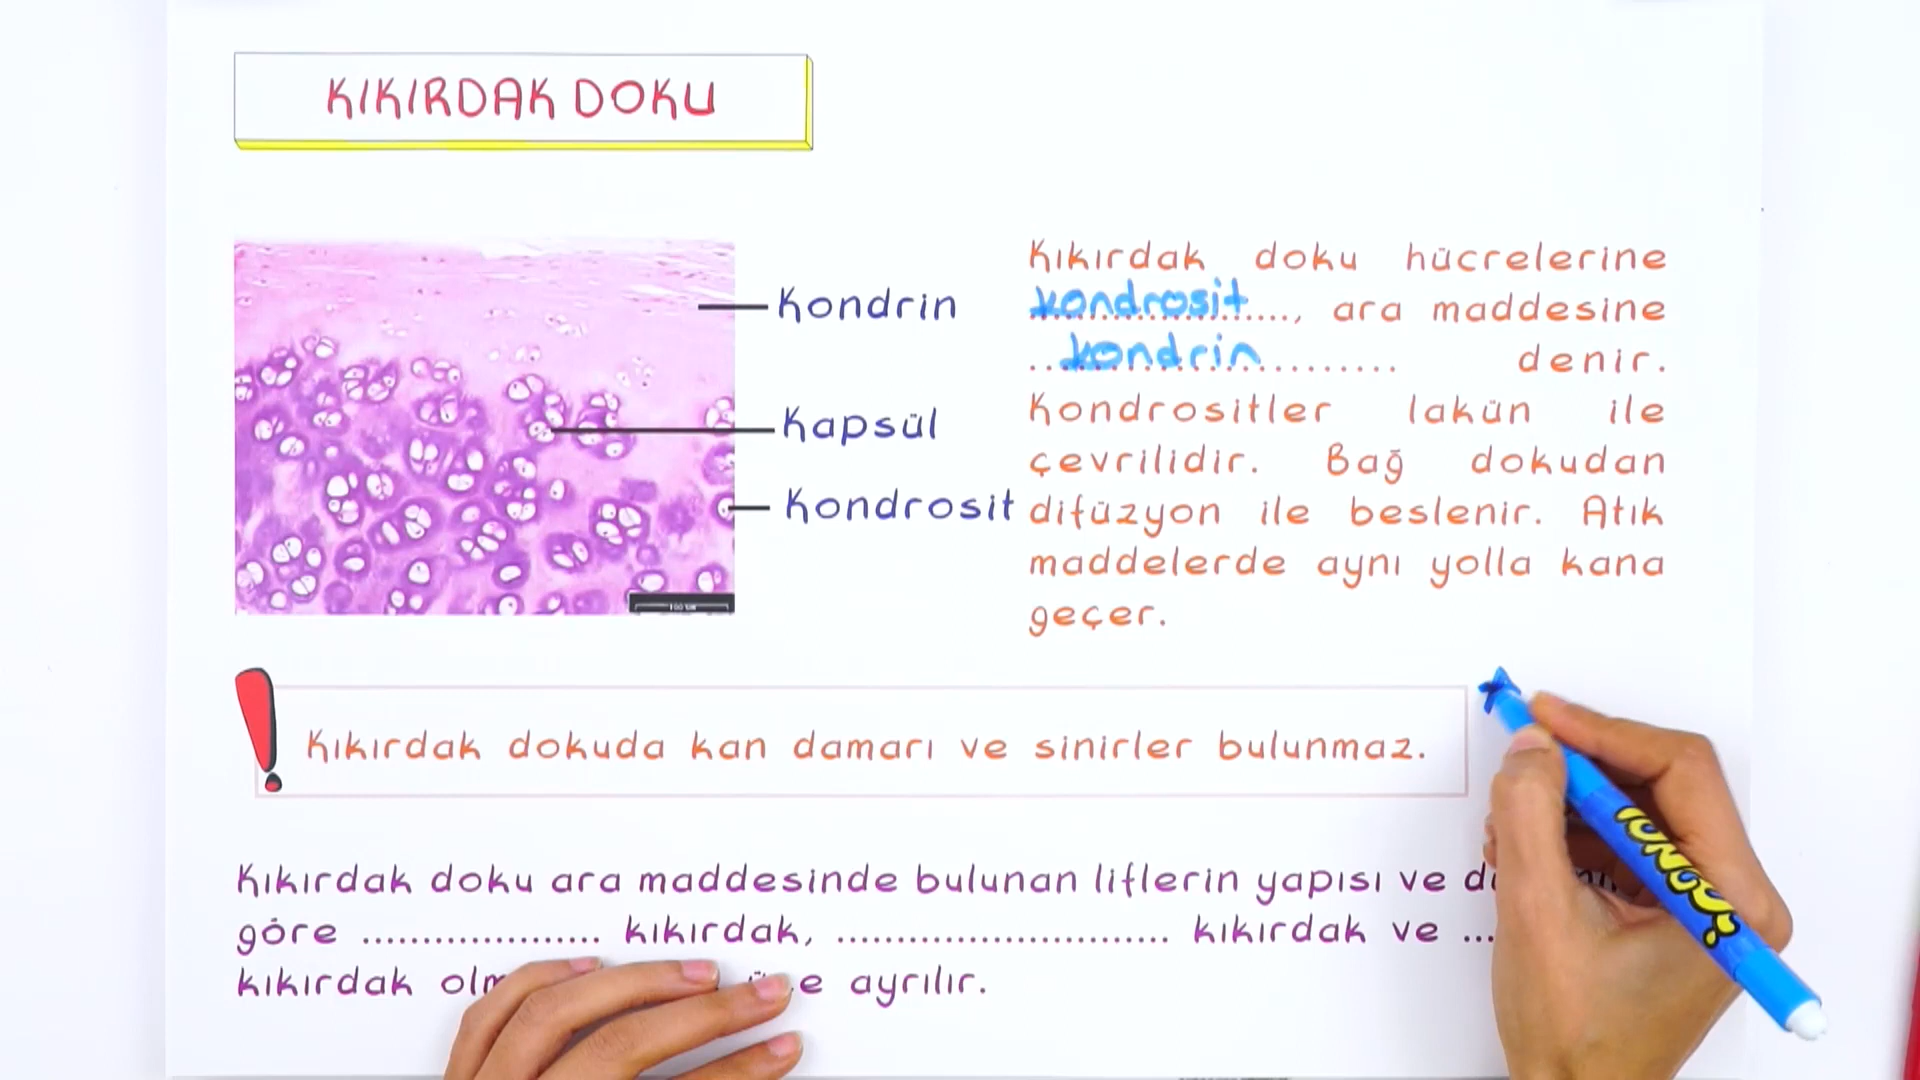 KIKIRDAK DOKU
Kondrin
Kapsül
Kondrosit
Kıkırdak doku hücrelerine
kondrosit, ara maddesine
kondrin denir.
Kondrositler lakün ile
çevrilidir. Bağ dokudan
difüzyon ile beslenir. Atık
maddelerde aynı yolla kana
geçer.
Kıkırdak dokuda kan damarı ve sinirler bulunmaz.
Kıkırdak doku ara maddesinde bulunan liflerin yapısı ve
göre .................... kıkırdak, ............................ kıkırdak ve ...
kıkırdak ayrılır.